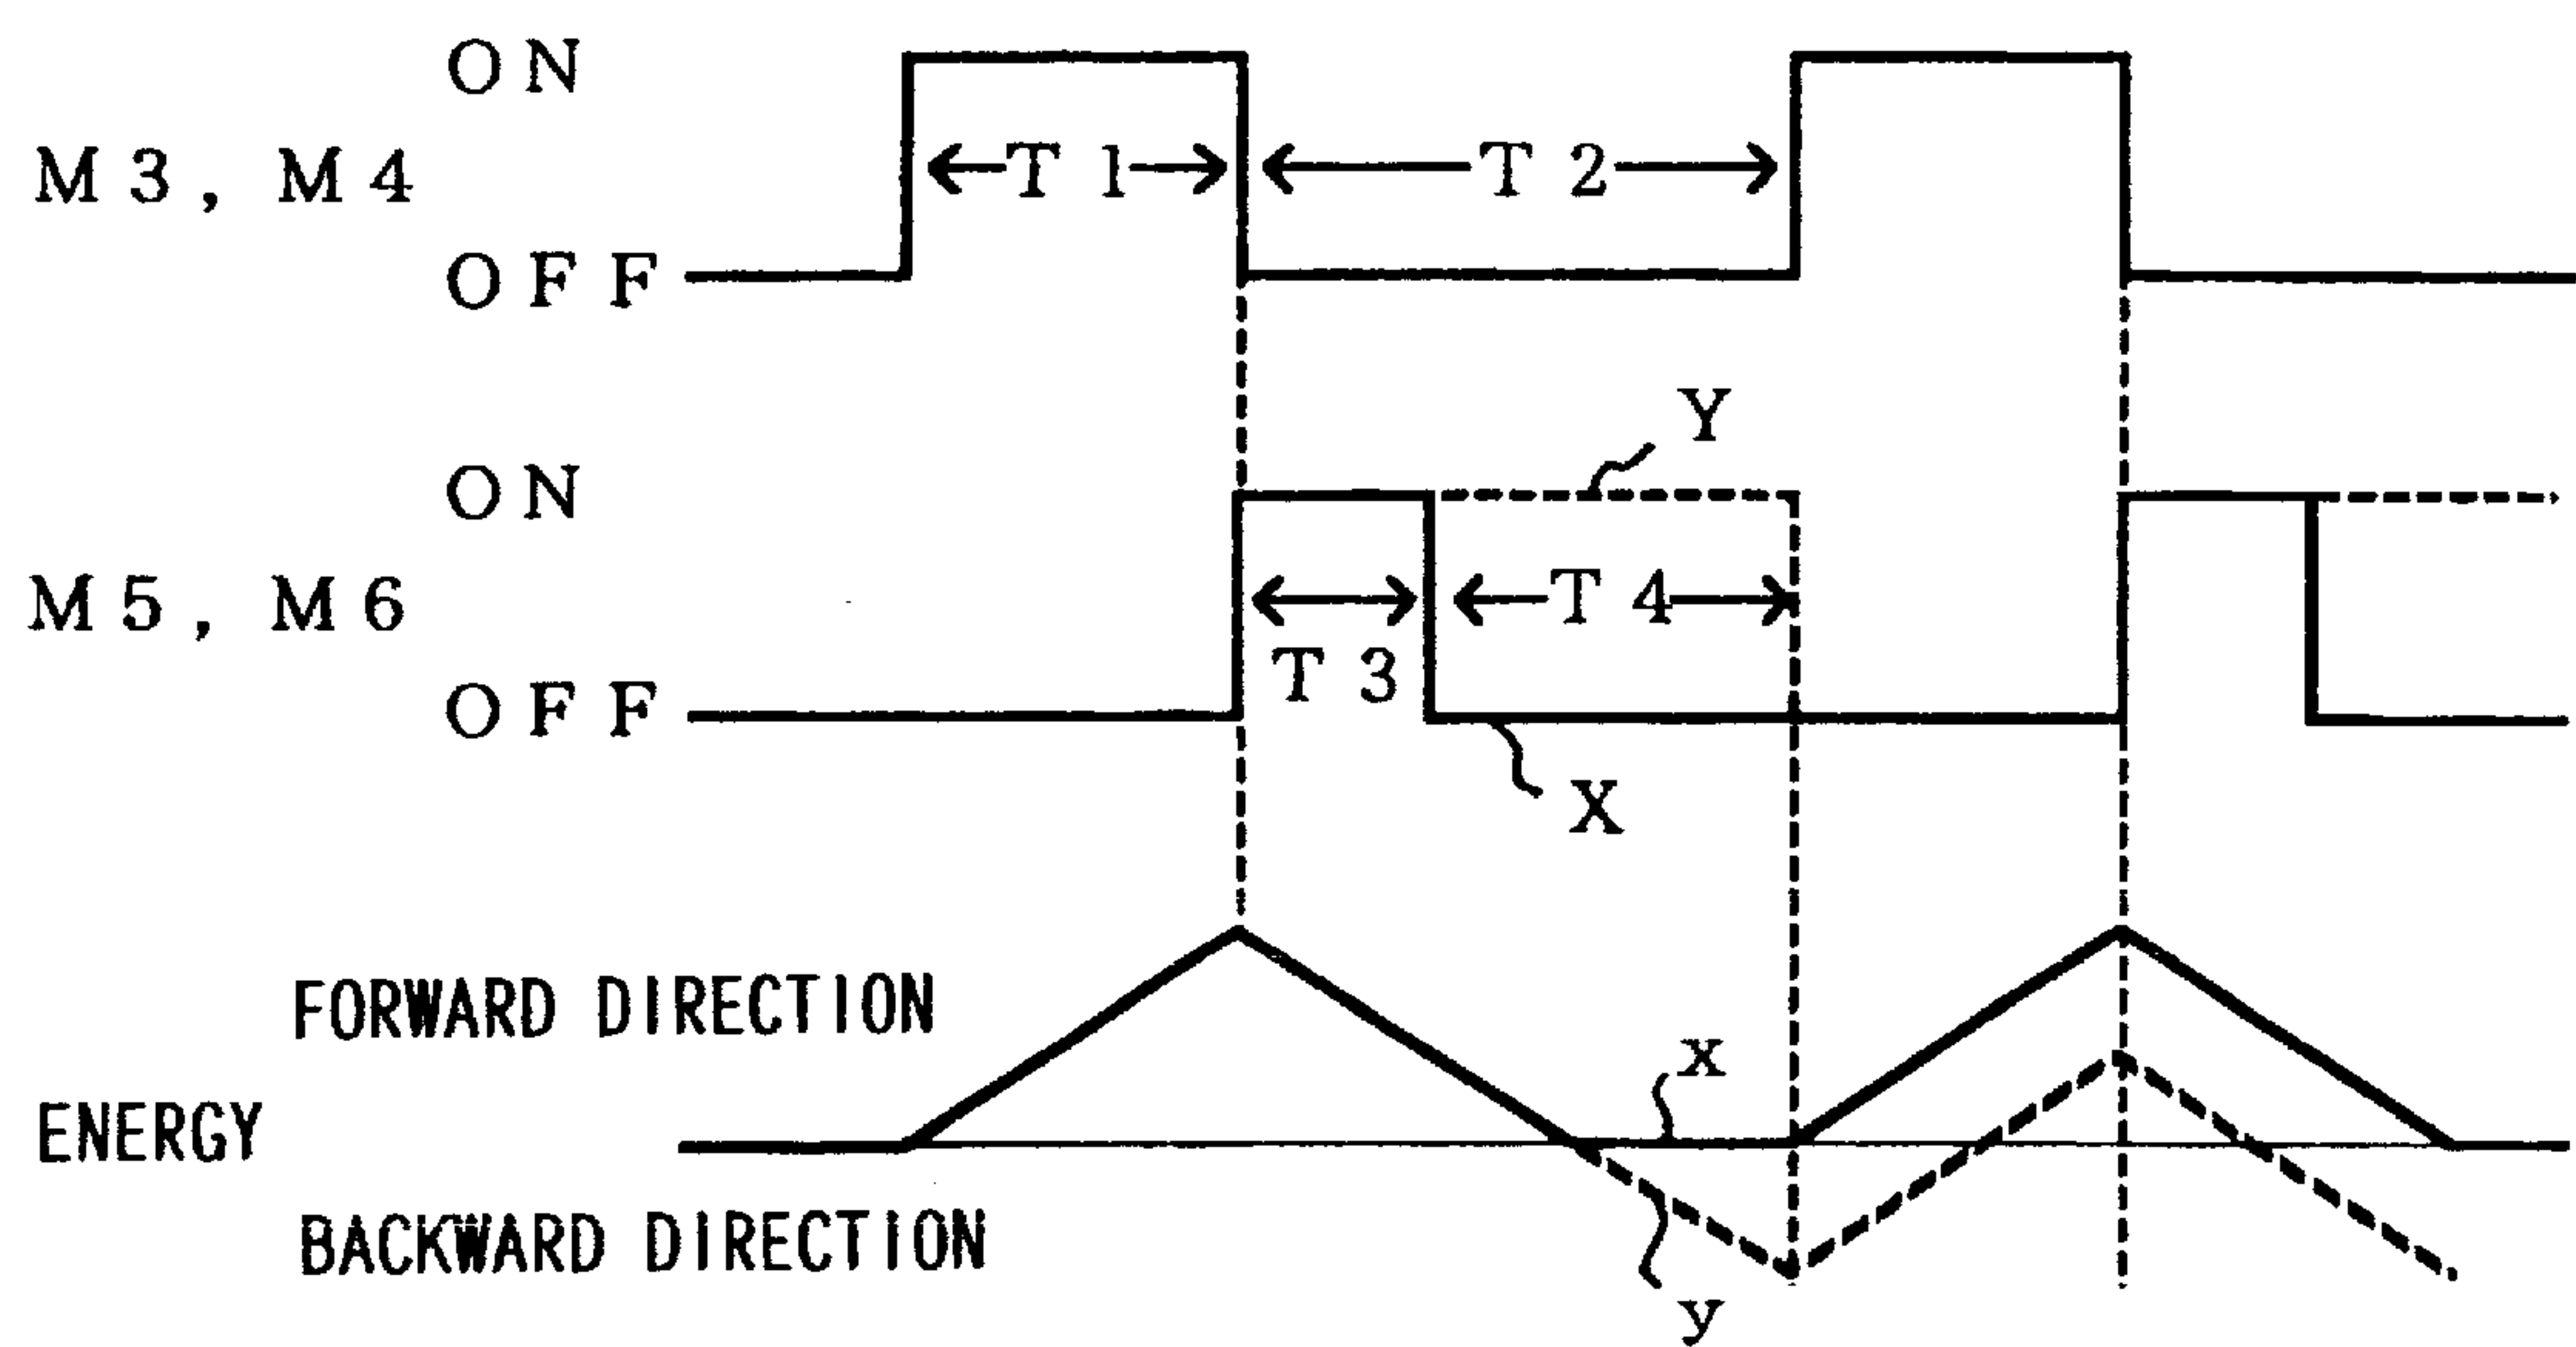 ON
M3, M4
T1
T2
OFF
Y
ON
M5, M6
T4
T3
OFF
X
FORWARD DIRECTION
x
ENERGY
BACKWARD DIRECTION
y